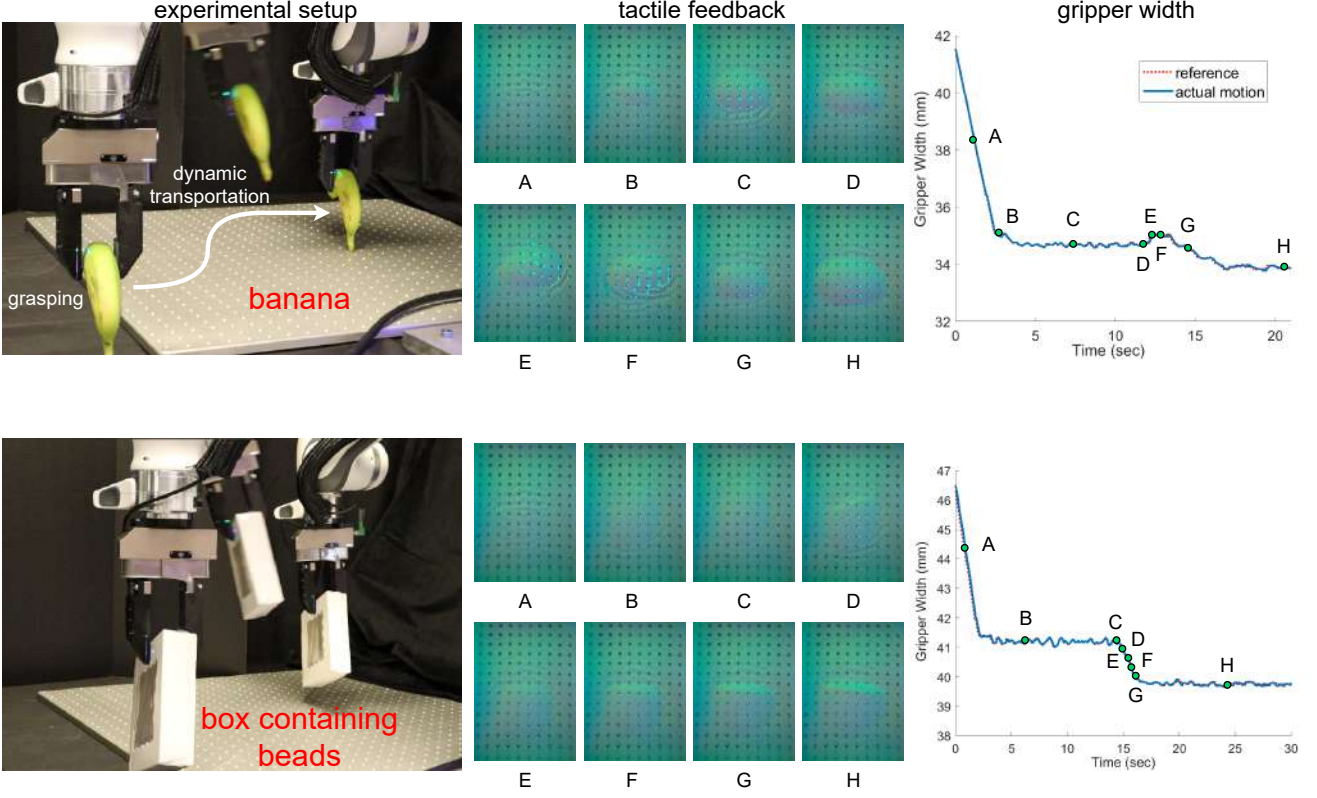 experimental setup
tactile feedback
gripper width
dynamic
transportation
grasping
banana
A
B
C
D
E
F
G
H
42
40
38
36
34
32
0
5
10
15
20
Gripper Width (mm)
Time (sec)
reference
actual motion
A
B
C
D
E
F
G
H
box containing
beads
A
B
C
D
E
F
G
H
47
46
45
44
43
42
41
40
39
38
0
5
10
15
20
25
30
Gripper Width (mm)
Time (sec)
A
B
C
D
E
F
G
H